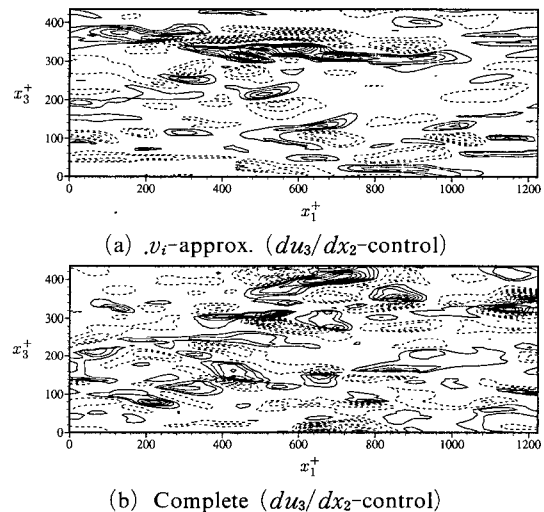 400
300
x₃⁺
200
100
0
0 200 400 600 800 1000 1200
x₁⁺
(a) .vᵢ-approx. (du₃/dx₂-control)
400
300
x₃⁺
200
100
0
0 200 400 600 800 1000 1200
x₁⁺
(b) Complete (du₃/dx₂-control)